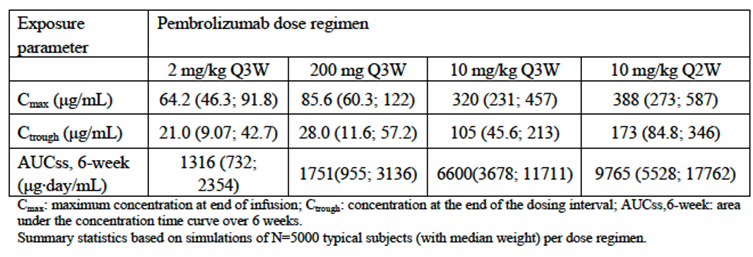 Exposure parameter Pembrolizumab dose regimen
2 mg/kg Q3W 200 mg Q3W 10 mg/kg Q3W 10 mg/kg Q2W
Cmax (μg/mL) 64.2 (46.3; 91.8) 85.6 (60.3; 122) 320 (231; 457) 388 (273; 587)
Ctrough (μg/mL) 21.0 (9.07; 42.7) 28.0 (11.6; 57.2) 105 (45.6; 213) 173 (84.8; 346)
AUCss, 6-week (μg·day/mL) 1316 (732; 2354) 1751(955; 3136) 6600(3678; 11711) 9765 (5528; 17762)
Cmax: maximum concentration at end of infusion; Ctrough: concentration at the end of the dosing interval; AUCss,6-week: area
under the concentration time curve over 6 weeks.
Summary statistics based on simulations of N=5000 typical subjects (with median weight) per dose regimen.